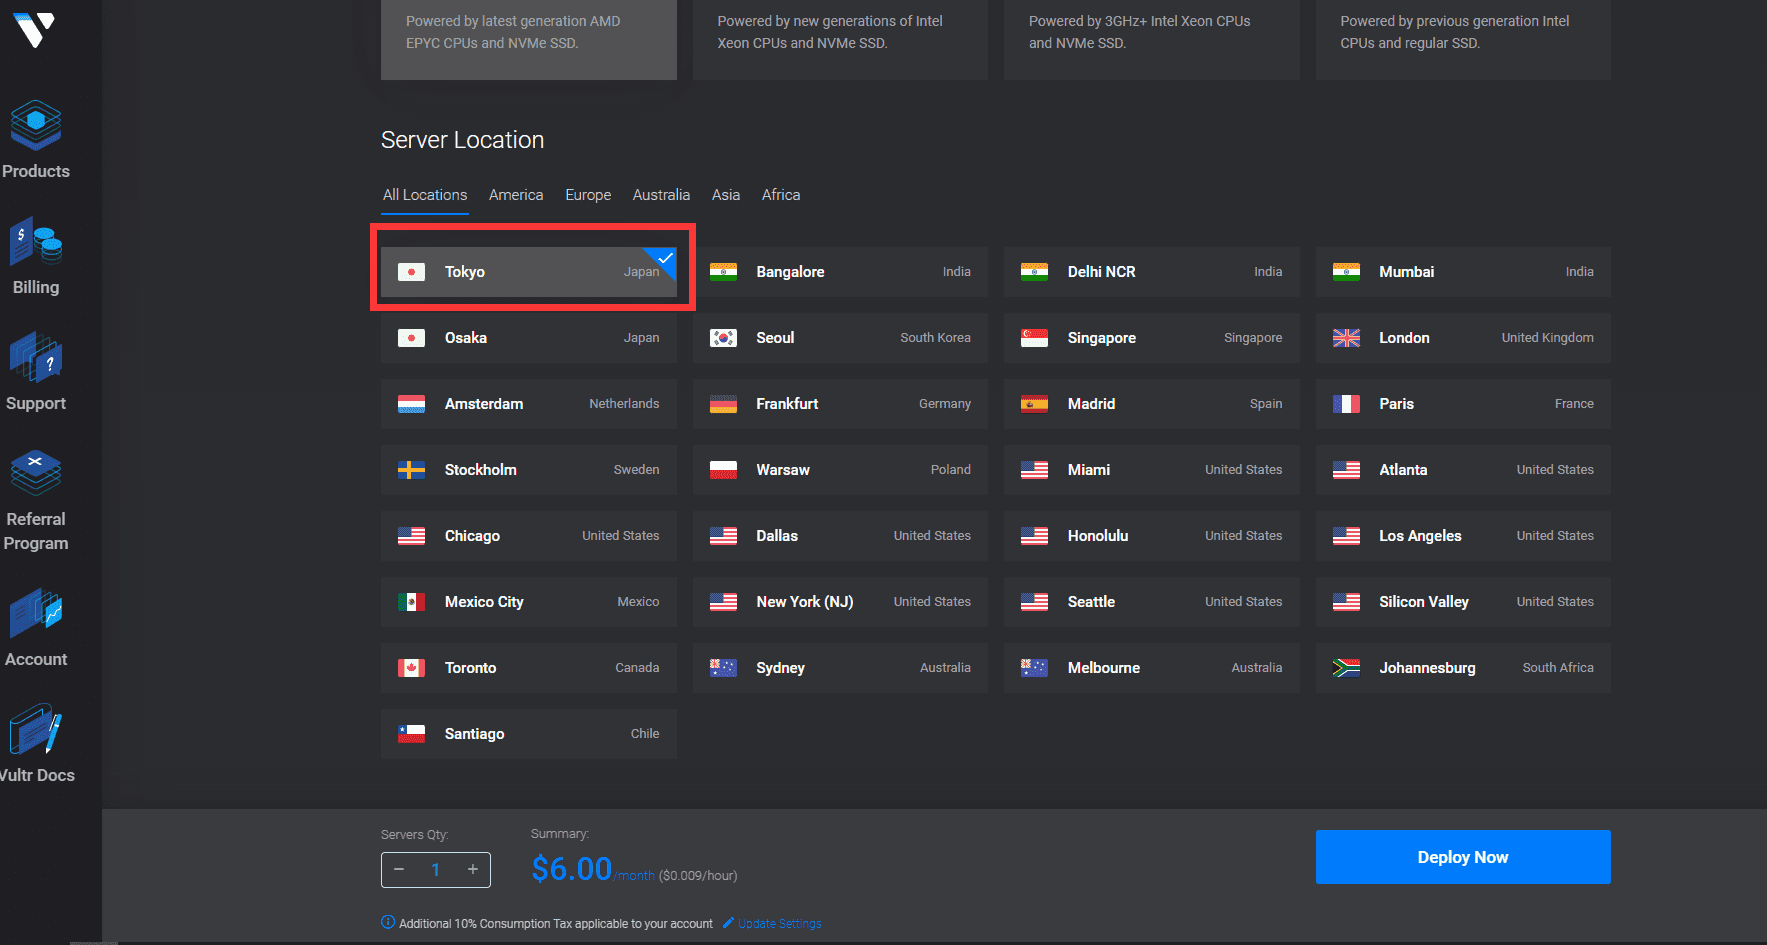 Powered by latest generation AMD
EPYC CPUs and NVMe SSD.
Powered by new generations of Intel
Xeon CPUs and NVMe SSD.
Powered by 3GHz+ Intel Xeon CPUs
and NVMe SSD.
Powered by previous generation Intel
CPUs and regular SSD.
Products
Billing
Support
Referral
Program
Account
Vultr Docs
Server Location
All Locations America Europe Australia Asia Africa
Tokyo Japan
Bangalore India
Delhi NCR India
Mumbai India
Osaka Japan
Seoul South Korea
Singapore Singapore
London United Kingdom
Amsterdam Netherlands
Frankfurt Germany
Madrid Spain
Paris France
Stockholm Sweden
Warsaw Poland
Miami United States
Atlanta United States
Chicago United States
Dallas United States
Honolulu United States
Los Angeles United States
Mexico City Mexico
New York (NJ) United States
Seattle United States
Silicon Valley United States
Toronto Canada
Sydney Australia
Melbourne Australia
Johannesburg South Africa
Santiago Chile
Servers Qty:
− 1 +
Summary:
$6.00/month ($0.009/hour)
Deploy Now
Additional 10% Consumption Tax applicable to your account Update Settings